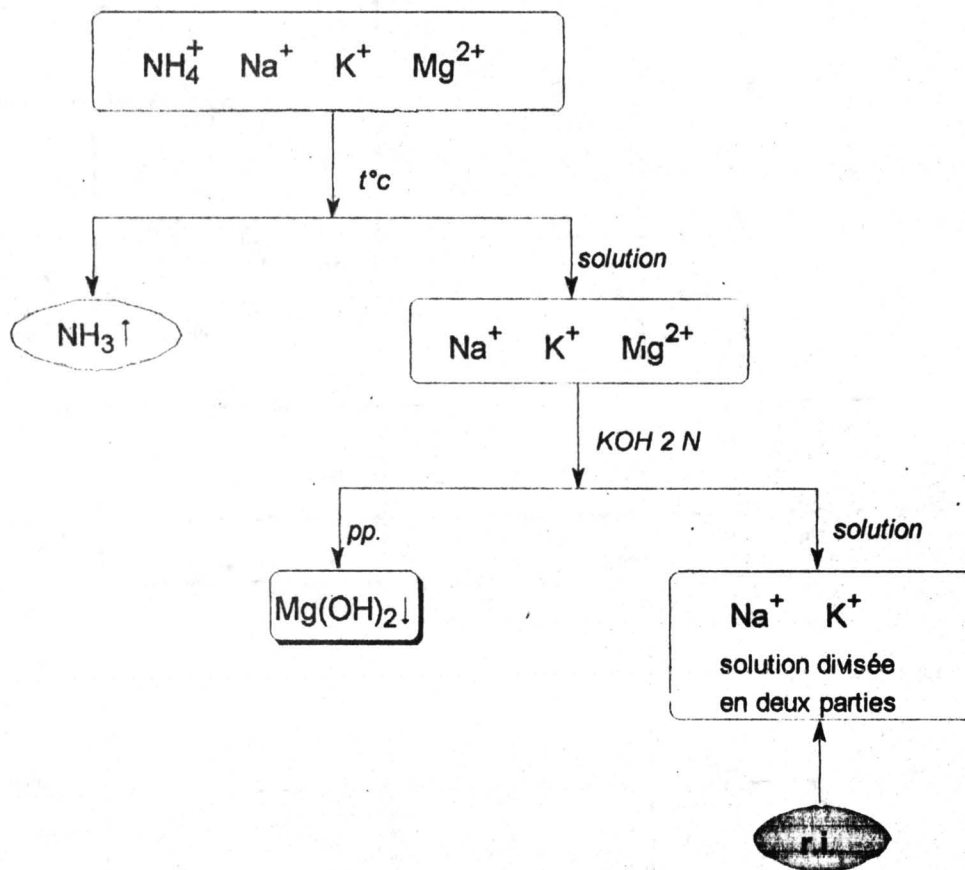 NH₄⁺ Na⁺ K⁺ Mg²⁺
t°c
solution
NH₃↑
Na⁺ K⁺ Mg²⁺
KOH 2 N
pp.
solution
Mg(OH)₂↓
Na⁺ K⁺
solution divisée
en deux parties
r.i.